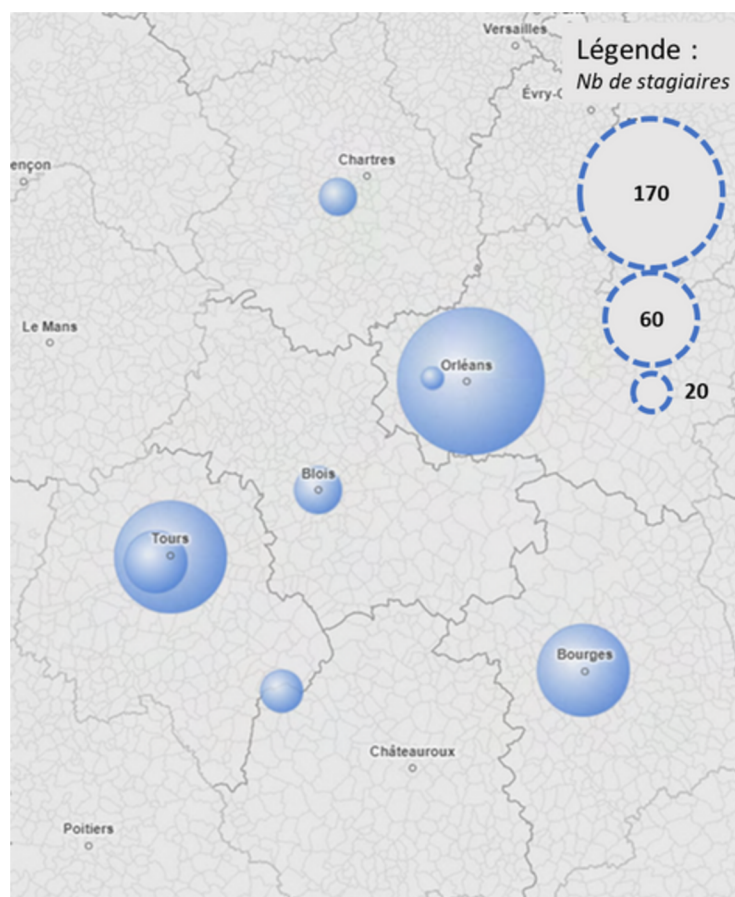 Versailles
Légende :
Nb de stagiaires
Évry-C
ençon
Chartres
170
Le Mans
60
Orléans
20
Blois
Tours
Bourges
Châteauroux
Poitiers